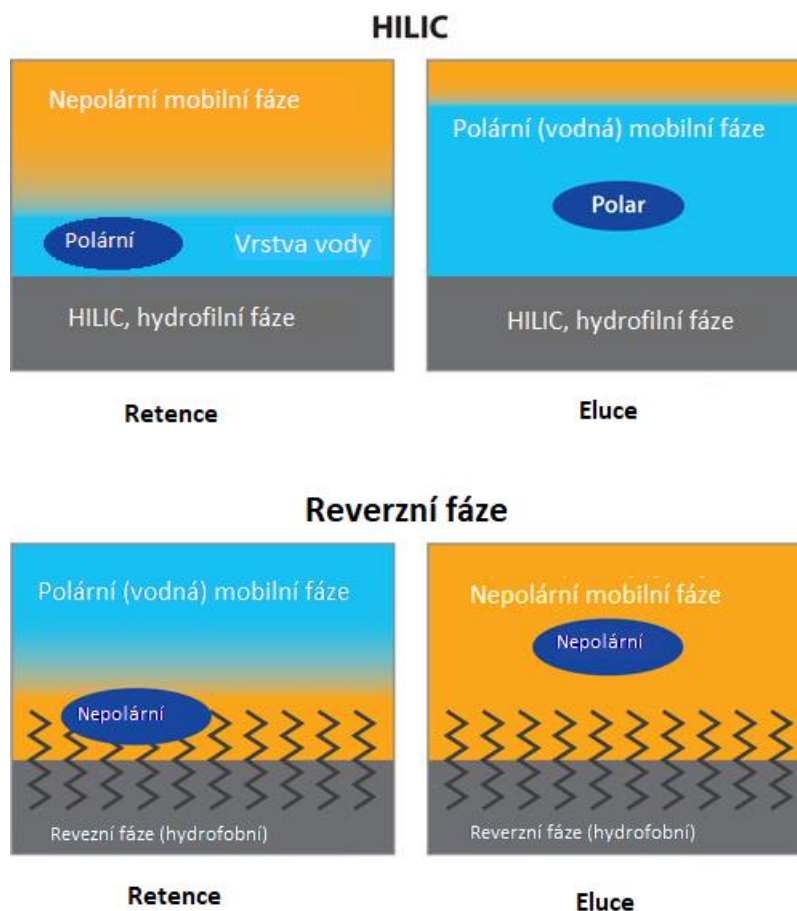 HILIC
Nepolární mobilní fáze
Polární
Vrstva vody
HILIC, hydrofilní fáze
Retence
Polární (vodná) mobilní fáze
Polar
HILIC, hydrofilní fáze
Eluce
Reverzní fáze
Polární (vodná) mobilní fáze
Nepolární
Revezní fáze (hydrofobní)
Retence
Nepolární mobilní fáze
Nepolární
Reverzní fáze (hydrofobní)
Eluce